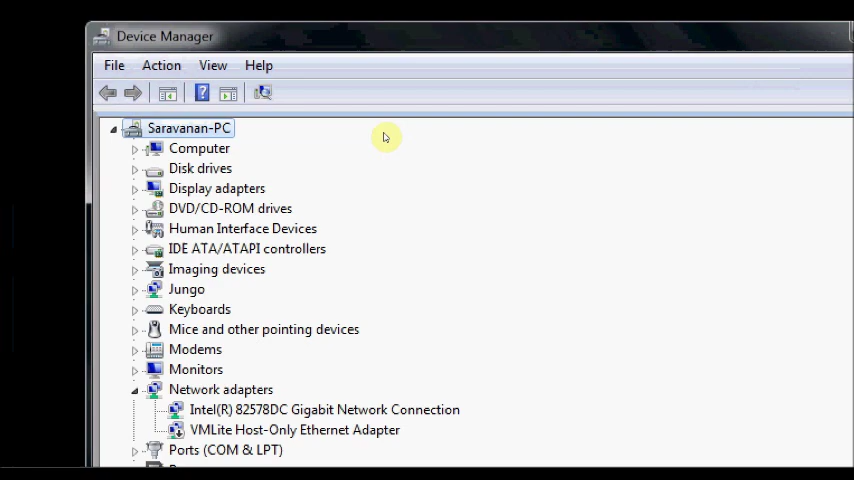 Device Manager
File Action View Help
Saravanan-PC
Computer
Disk drives
Display adapters
DVD/CD-ROM drives
Human Interface Devices
IDE ATA/ATAPI controllers
Imaging devices
Jungo
Keyboards
Mice and other pointing devices
Modems
Monitors
Network adapters
Intel(R) 82578DC Gigabit Network Connection
VMLite Host-Only Ethernet Adapter
Ports (COM & LPT)